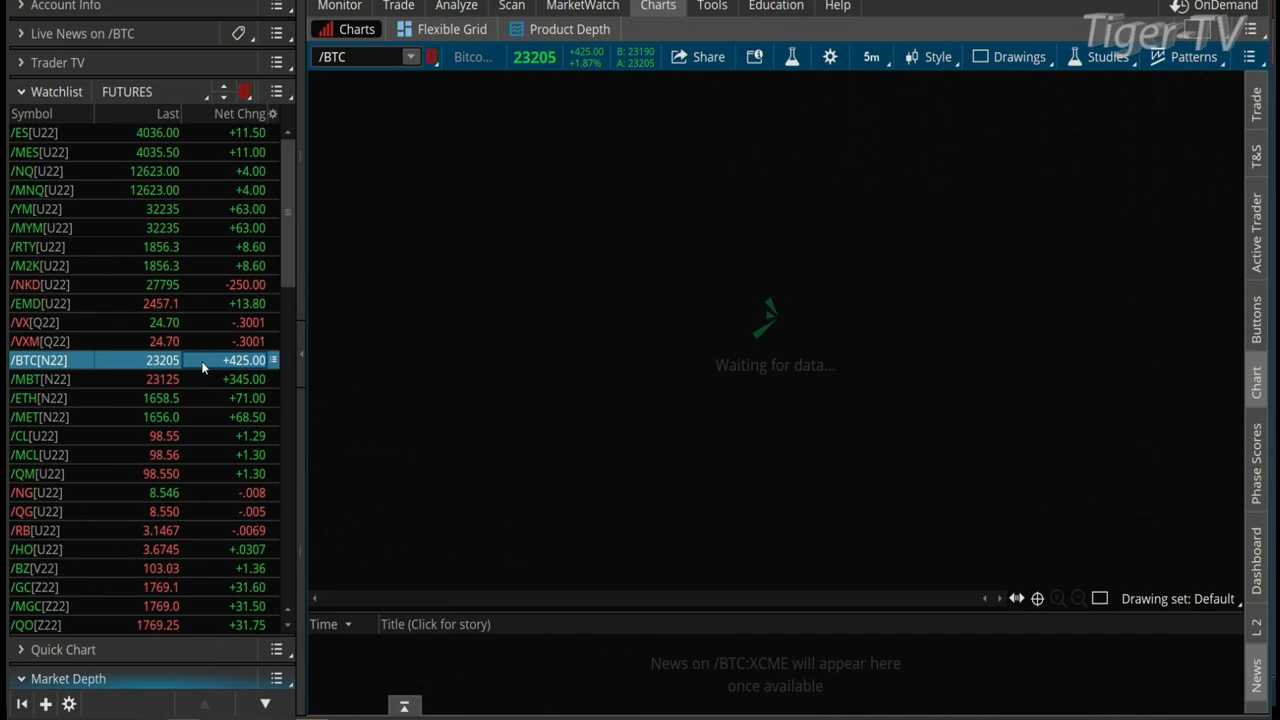 Account Info
Live News on /BTC
Trader TV
Watchlist FUTURES
Symbol Last Net Chng
/ES[U22] 4036.00 +11.50
/MES[U22] 4035.50 +11.00
/NQ[U22] 12623.00 +4.00
/MNQ[U22] 12623.00 +4.00
/YM[U22] 32235 +63.00
/MYM[U22] 32235 +63.00
/RTY[U22] 1856.3 +8.60
/M2K[U22] 1856.3 +8.60
/NKD[U22] 27795 -250.00
/EMD[U22] 2457.1 +13.80
/VX[Q22] 24.70 -.3001
/VXM[Q22] 24.70 -.3001
/BTC[N22] 23205 +425.00
/MBT[N22] 23125 +345.00
/ETH[N22] 1658.5 +71.00
/MET[N22] 1656.0 +68.50
/CL[U22] 98.55 +1.29
/MCL[U22] 98.56 +1.30
/QM[U22] 98.550 +1.30
/NG[U22] 8.546 -.008
/QG[U22] 8.550 -.005
/RB[U22] 3.1467 -.0069
/HO[U22] 3.6745 +.0307
/BZ[V22] 103.03 +1.36
/GC[Z22] 1769.1 +31.60
/MGC[Z22] 1769.0 +31.50
/QO[Z22] 1769.25 +31.75
Quick Chart
Market Depth
Monitor Trade Analyze Scan MarketWatch Charts Tools Education Help
OnDemand
Tiger-TV
Charts Flexible Grid Product Depth
/BTC Bitco... 23205 +425.00 B: 23190
+1.87% A: 23205
Share 5m Style Drawings Studies Patterns
Waiting for data...
Drawing set: Default
Time Title (Click for story)
News on /BTC:XCME will appear here
once available
Trade
T&S
Active Trader
Buttons
Chart
Phase Scores
Dashboard
L 2
News